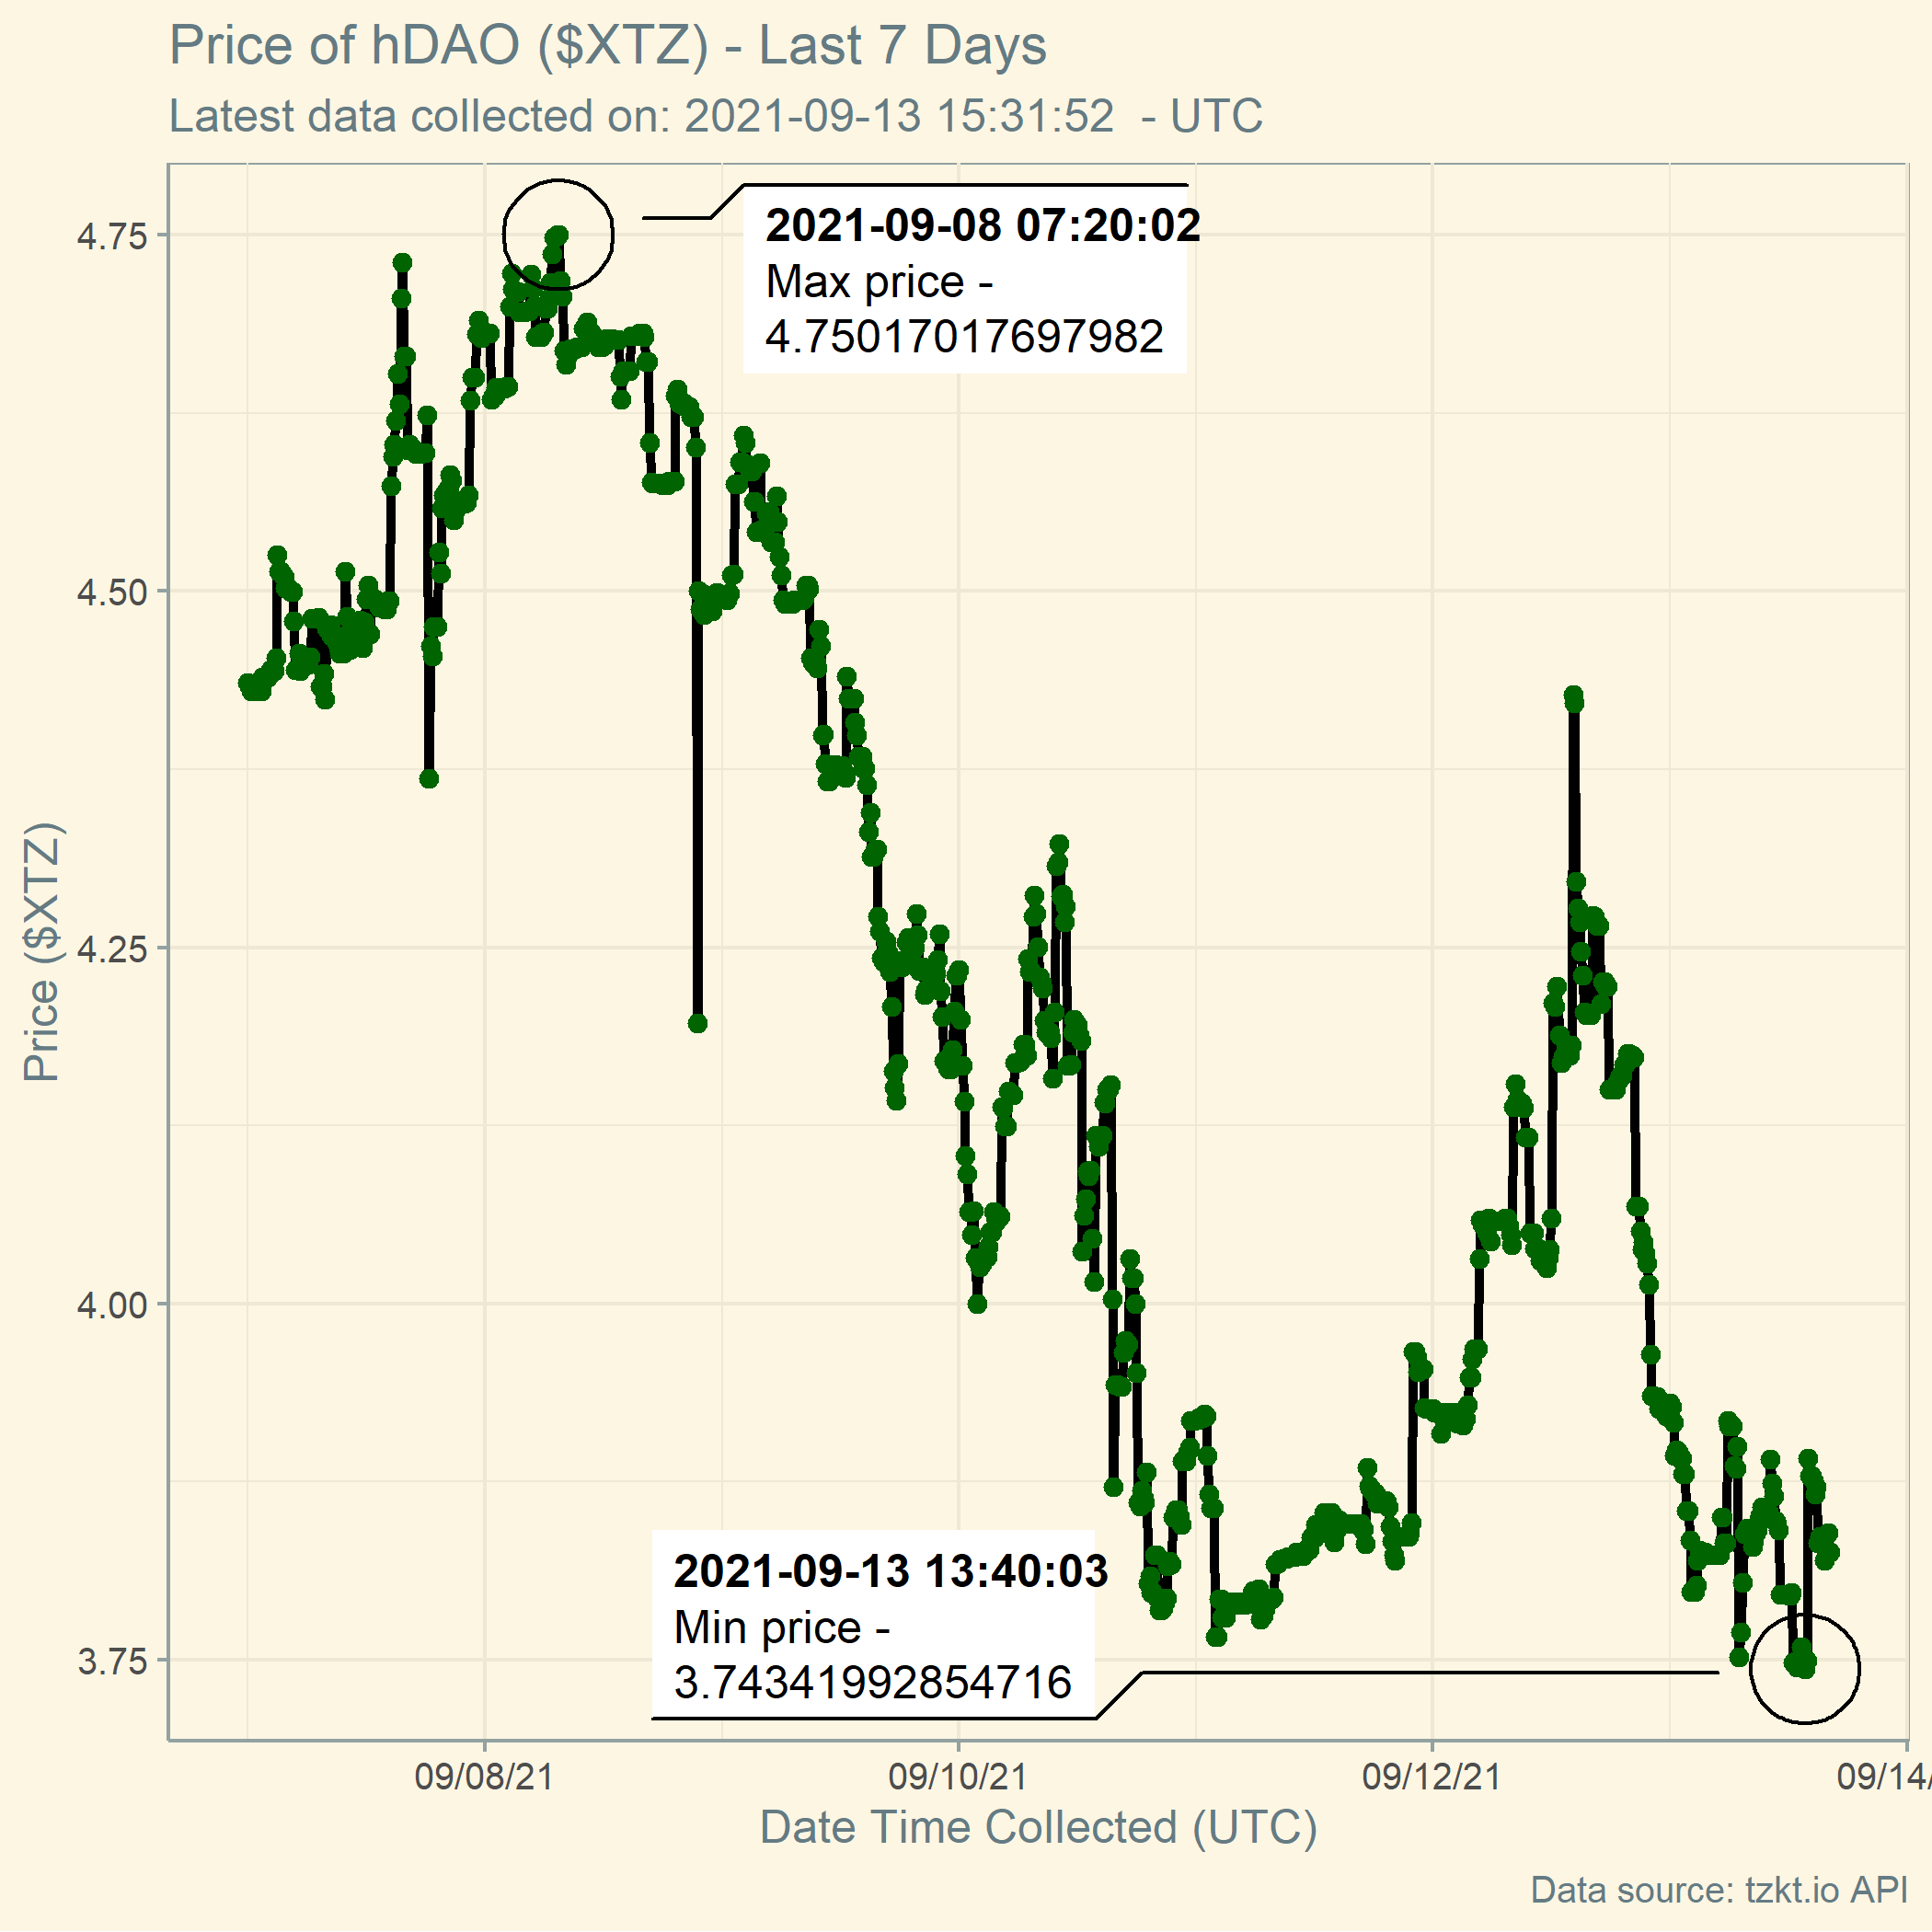 Price of hDAO ($XTZ) - Last 7 Days
Latest data collected on: 2021-09-13 15:31:52 - UTC
2021-09-08 07:20:02
Max price -
4.75017017697982
4.75
4.50
4.25
4.00
3.75
Price ($XTZ)
2021-09-13 13:40:03
Min price -
3.74341992854716
09/08/21
09/10/21
09/12/21
09/14/
Date Time Collected (UTC)
Data source: tzkt.io API